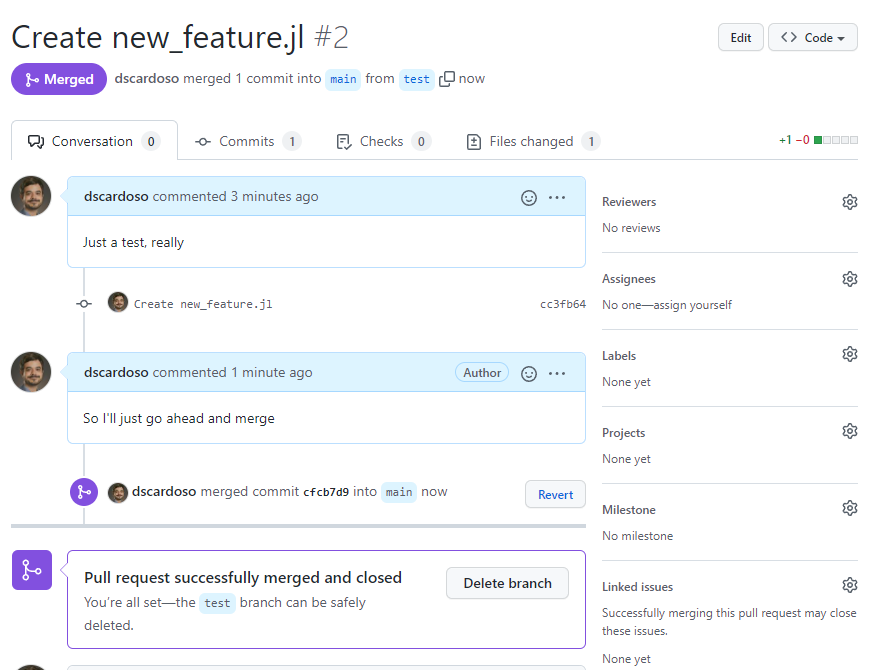 Create new_feature.jl #2
Edit
Code
Merged
dscardoso merged 1 commit into main from test now
Conversation 0
Commits 1
Checks 0
Files changed 1
+1 −0
dscardoso commented 3 minutes ago
Just a test, really
Create new_feature.jl
cc3fb64
dscardoso commented 1 minute ago
Author
So I'll just go ahead and merge
dscardoso merged commit cfcb7d9 into main now
Revert
Pull request successfully merged and closed
You're all set—the test branch can be safely
deleted.
Delete branch
Reviewers
No reviews
Assignees
No one—assign yourself
Labels
None yet
Projects
None yet
Milestone
No milestone
Linked issues
Successfully merging this pull request may close
these issues.
None yet